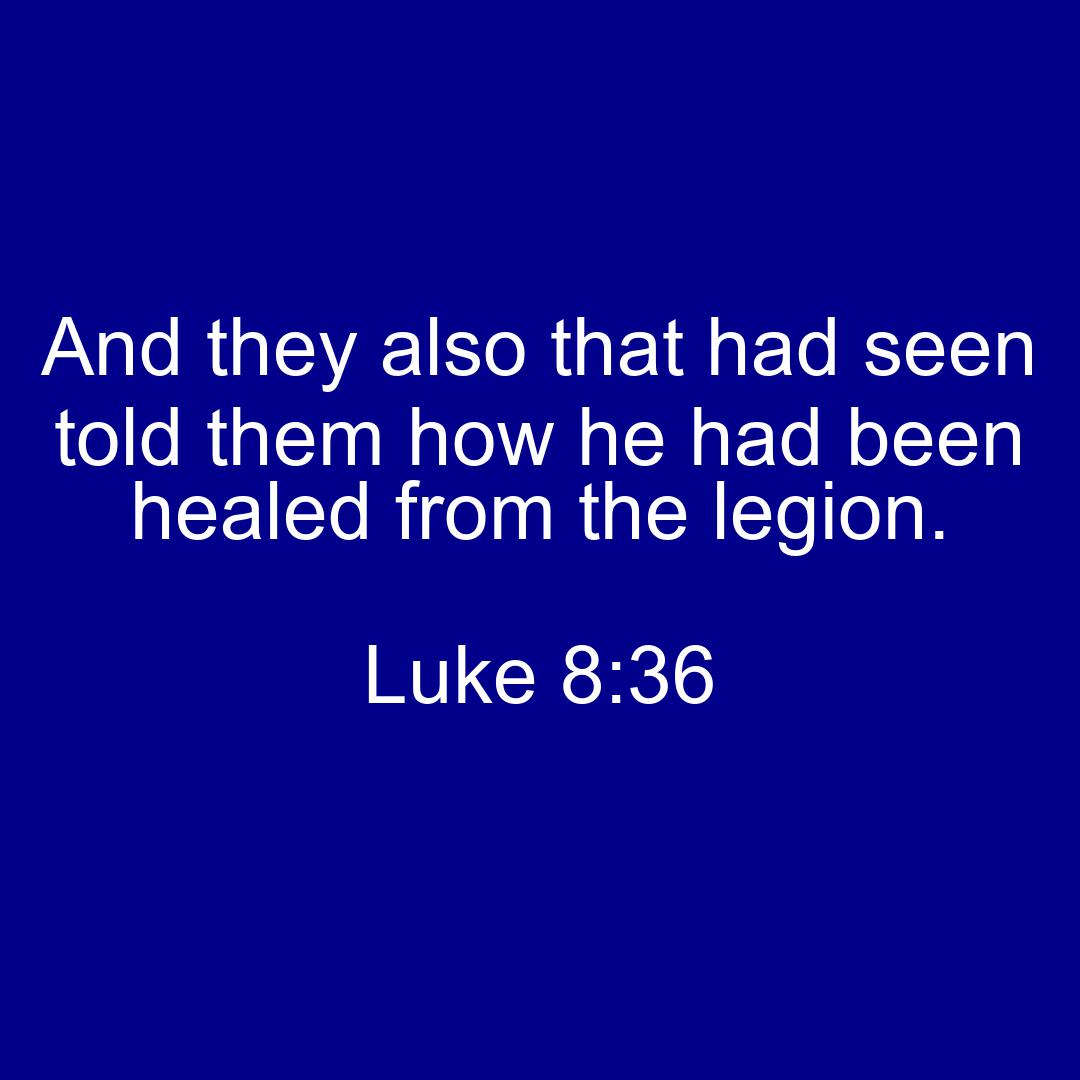 And they also that had seen
told them how he had been
healed from the legion.
Luke 8:36